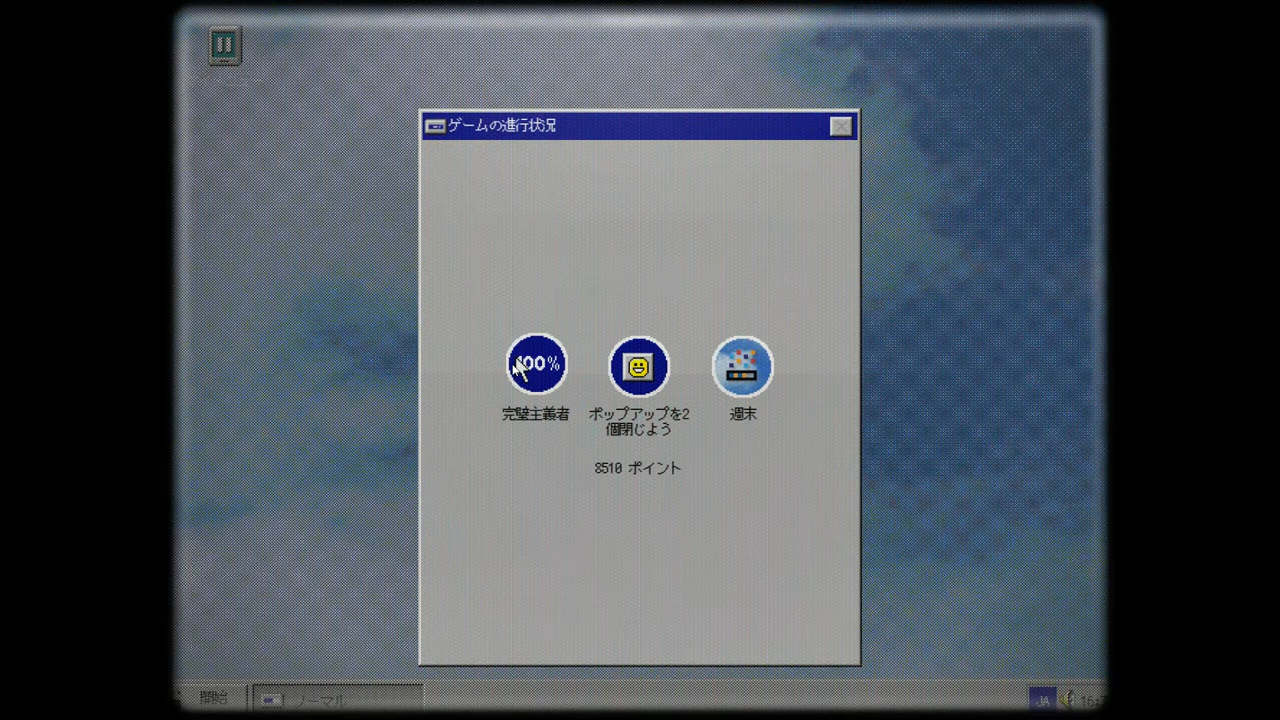 ゲームの進行状況
100%
完璧主義者
ポップアップを2
個閉じよう
週末
8510 ポイント
開始
ノーマル
JA